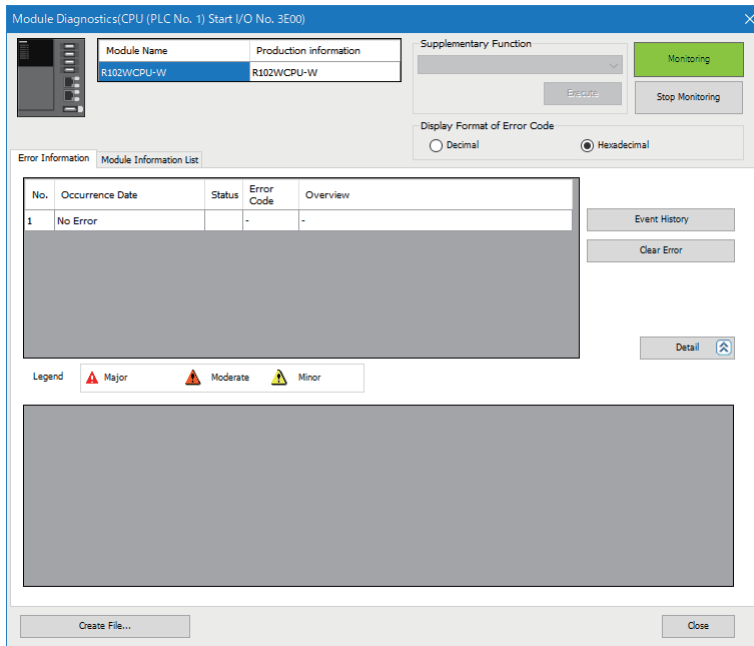 Module Diagnostics(CPU (PLC No. 1) Start I/O No. 3E00)
Module Name Production information
R102WCPU-W R102WCPU-W
Supplementary Function
Execute
Monitoring
Stop Monitoring
Display Format of Error Code
Decimal Hexadecimal
Error Information Module Information List
No. Occurrence Date Status Error Code Overview
1 No Error - -
Event History
Clear Error
Detail
Legend Major Moderate Minor
Create File... Close